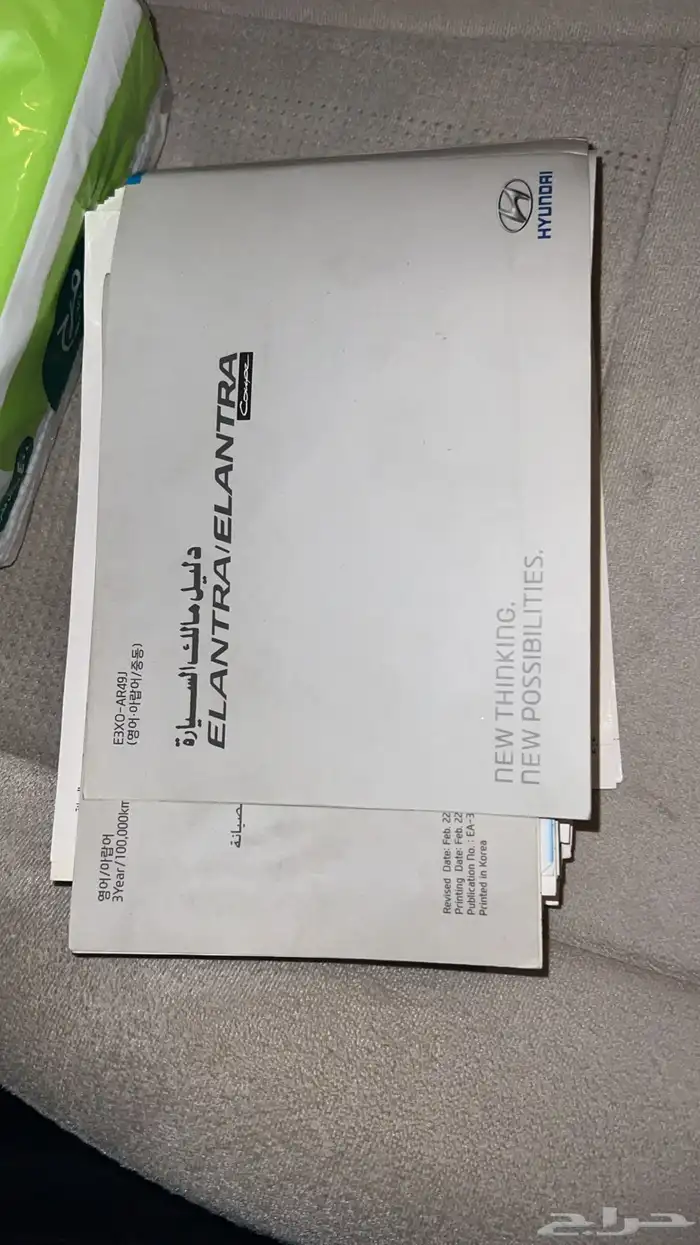 HYUNDAI
E3XO-AR49J
(영어·아랍어/중동)
دليل مالك السيارة
ELANTRA/ELANTRA
Coupe
NEW THINKING.
NEW POSSIBILITIES.
영어/아랍어
3Year/100,000km
Revised Date: Feb. 22
Printing Date: Feb. 22
Publication No. : EA-3
Printed in Korea
حراج